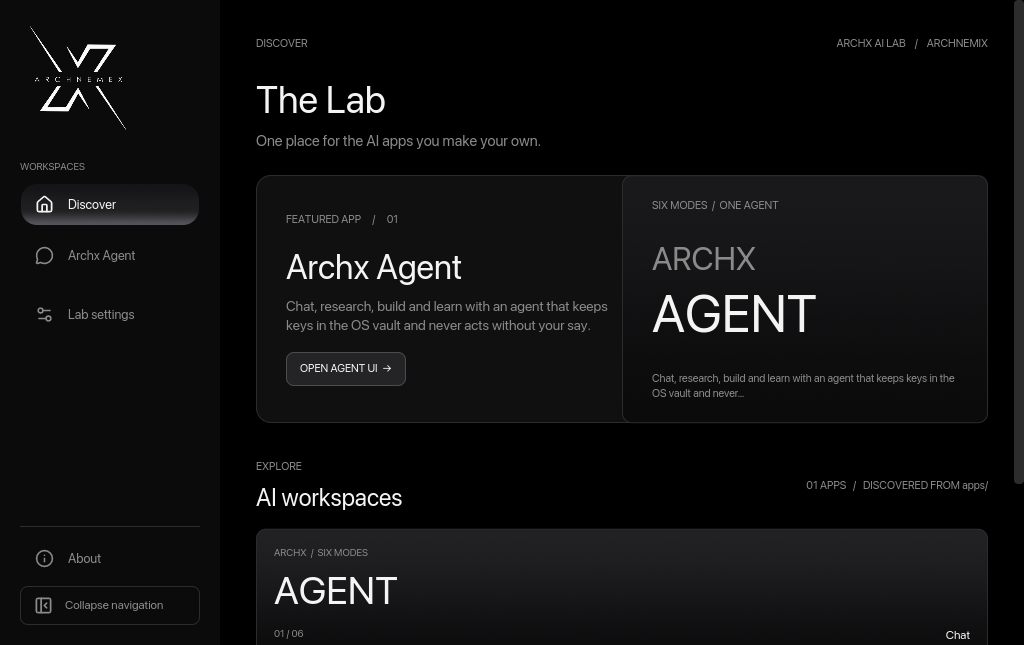 ARCHNEMEX
WORKSPACES
Discover
Archx Agent
Lab settings
About
Collapse navigation
DISCOVER
ARCHX AI LAB / ARCHNEMIX
The Lab
One place for the AI apps you make your own.
FEATURED APP / 01
Archx Agent
Chat, research, build and learn with an agent that keeps
keys in the OS vault and never acts without your say.
OPEN AGENT UI →
SIX MODES / ONE AGENT
ARCHX
AGENT
Chat, research, build and learn with an agent that keeps keys in the
OS vault and never...
EXPLORE
AI workspaces
01 APPS / DISCOVERED FROM apps/
ARCHX / SIX MODES
AGENT
01 / 06
Chat